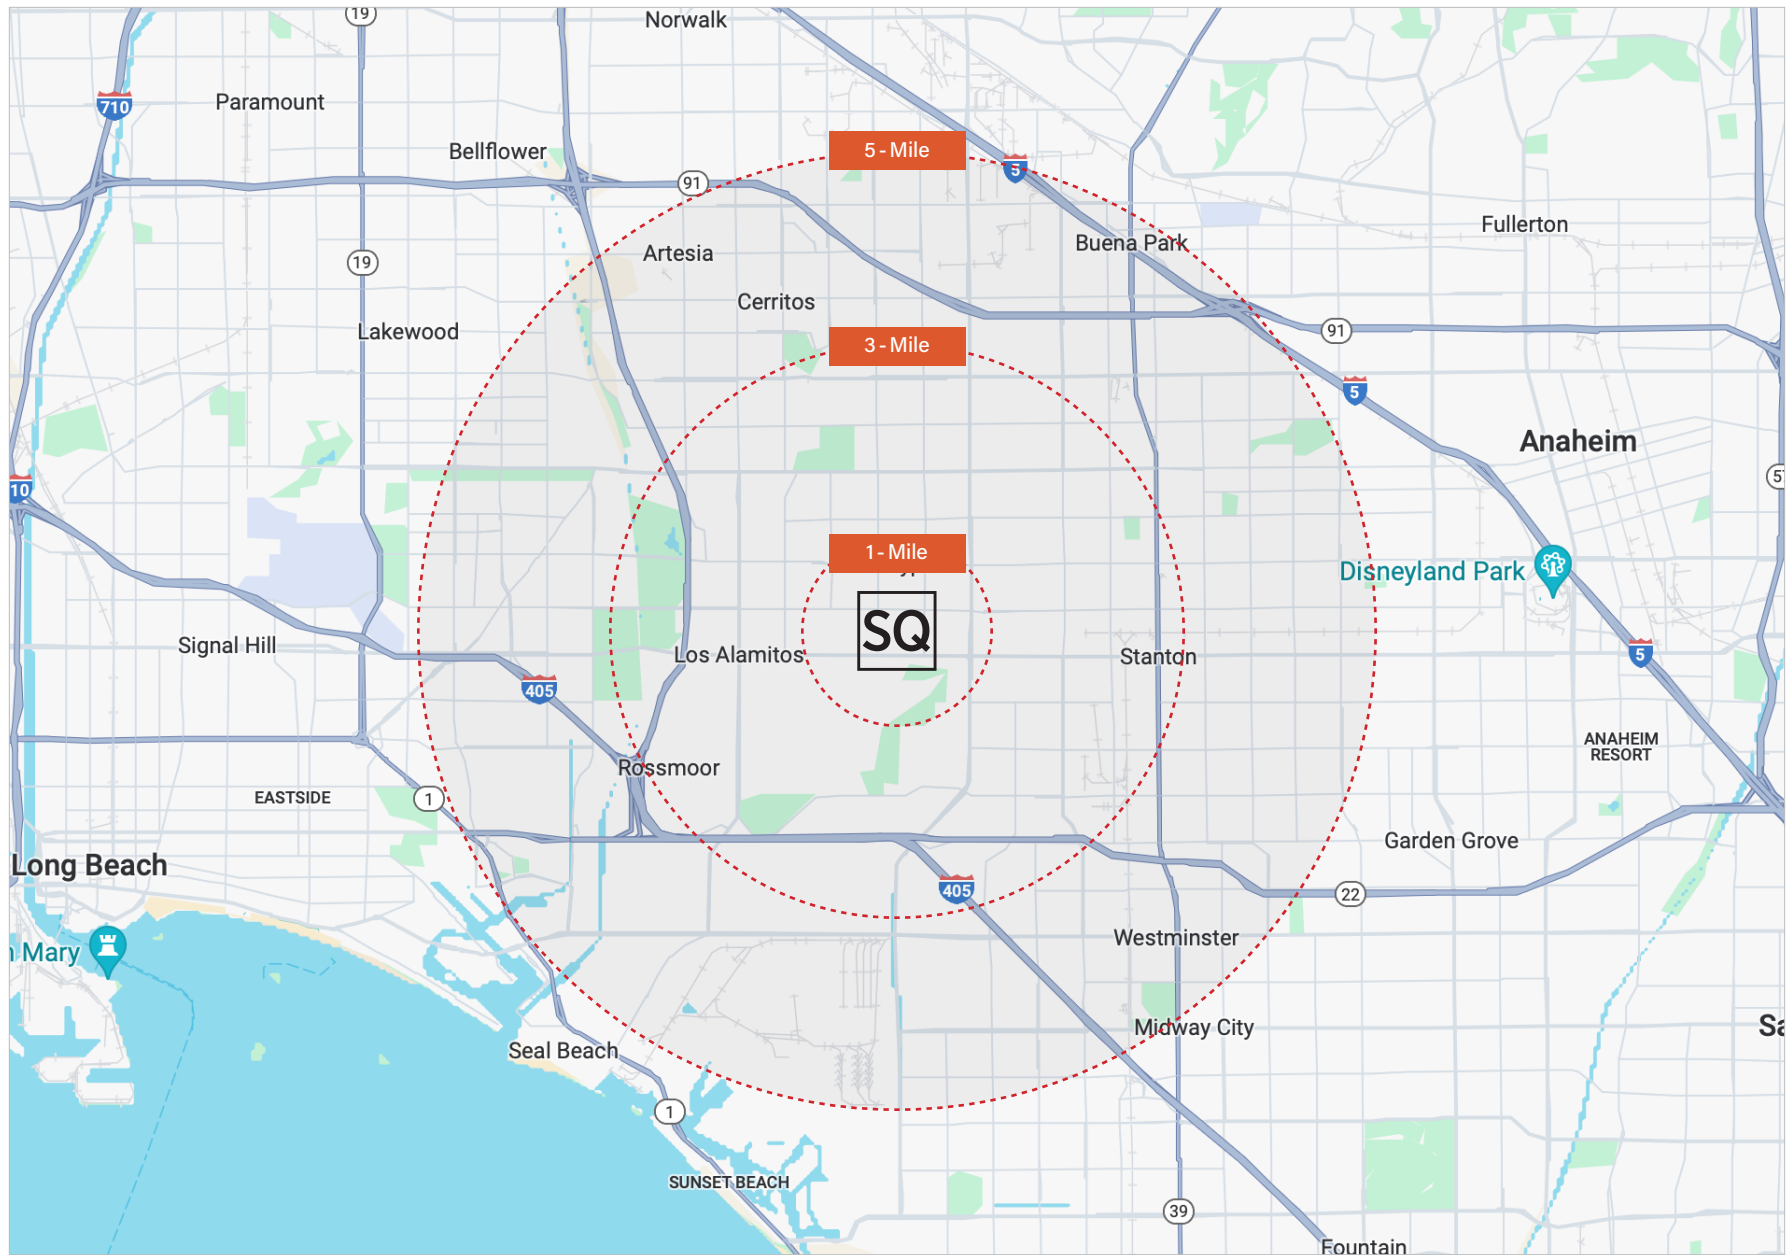 19
Norwalk
710
Paramount
Bellflower
5 - Mile
5
91
Fullerton
Buena Park
Artesia
19
Cerritos
Lakewood
91
3 - Mile
5
Anaheim
57
10
1 - Mile
Disneyland Park
SQ
Signal Hill
Los Alamitos
Stanton
5
405
ANAHEIM
RESORT
Rossmoor
EASTSIDE
1
Garden Grove
Long Beach
405
22
Westminster
Mary
Midway City
Seal Beach
1
SUNSET BEACH
39
Fountain